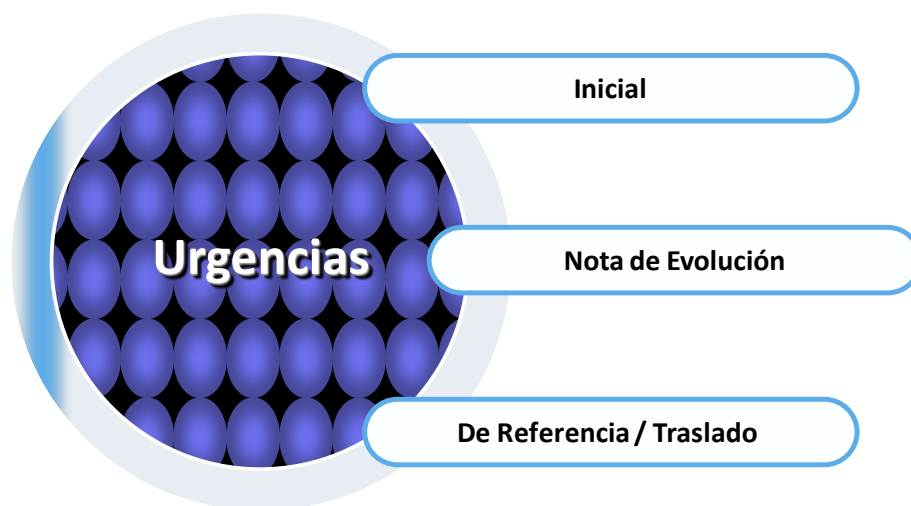 Urgencias
Inicial
Nota de Evolución
De Referencia / Traslado